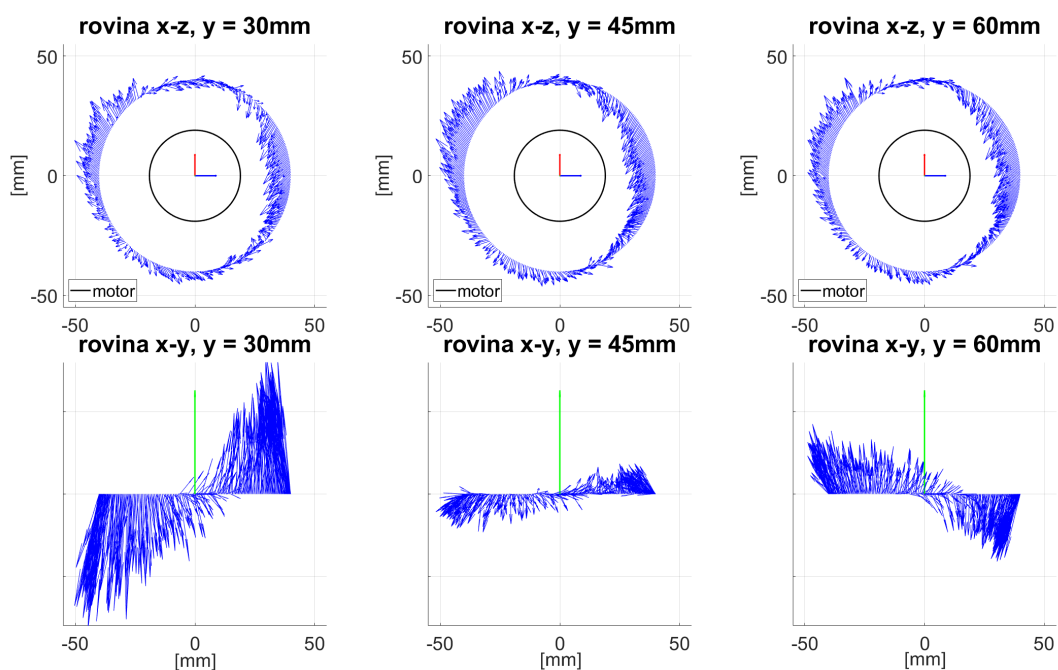 rovina x-z, y = 30mm
rovina x-z, y = 45mm
rovina x-z, y = 60mm
50
50
50
[mm]
[mm]
[mm]
0
0
0
motor
motor
motor
-50
-50
-50
-50 0 50
-50 0 50
-50 0 50
rovina x-y, y = 30mm
rovina x-y, y = 45mm
rovina x-y, y = 60mm
-50 0 50
-50 0 50
-50 0 50
[mm]
[mm]
[mm]